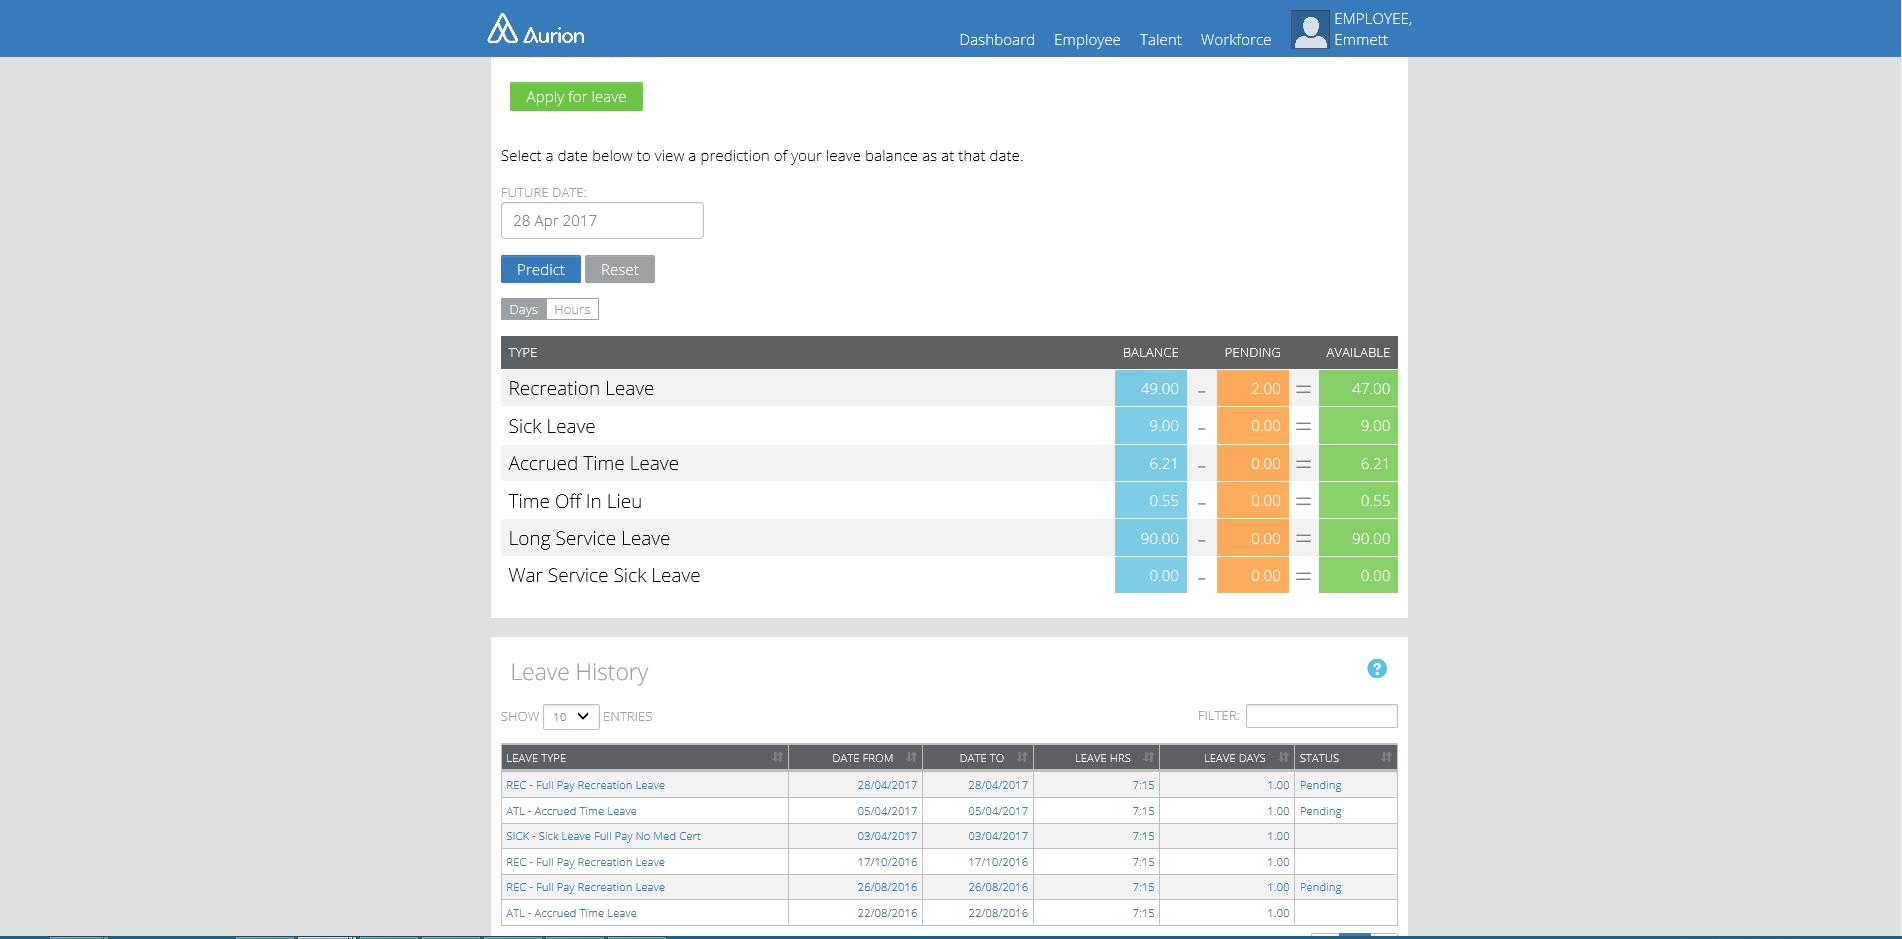 Aurion
Dashboard Employee Talent Workforce
EMPLOYEE,
Emmett
Apply for leave
Select a date below to view a prediction of your leave balance as at that date.
FUTURE DATE:
28 Apr 2017
Predict Reset
Days Hours
TYPE BALANCE PENDING AVAILABLE
Recreation Leave 49.00 - 2.00 = 47.00
Sick Leave 9.00 - 0.00 = 9.00
Accrued Time Leave 6.21 - 0.00 = 6.21
Time Off In Lieu 0.55 - 0.00 = 0.55
Long Service Leave 90.00 - 0.00 = 90.00
War Service Sick Leave 0.00 - 0.00 = 0.00
Leave History ?
SHOW 10 ENTRIES FILTER:
LEAVE TYPE DATE FROM DATE TO LEAVE HRS LEAVE DAYS STATUS
REC - Full Pay Recreation Leave 28/04/2017 28/04/2017 7:15 1.00 Pending
ATL - Accrued Time Leave 05/04/2017 05/04/2017 7:15 1.00 Pending
SICK - Sick Leave Full Pay No Med Cert 03/04/2017 03/04/2017 7:15 1.00
REC - Full Pay Recreation Leave 17/10/2016 17/10/2016 7:15 1.00
REC - Full Pay Recreation Leave 26/08/2016 26/08/2016 7:15 1.00 Pending
ATL - Accrued Time Leave 22/08/2016 22/08/2016 7:15 1.00